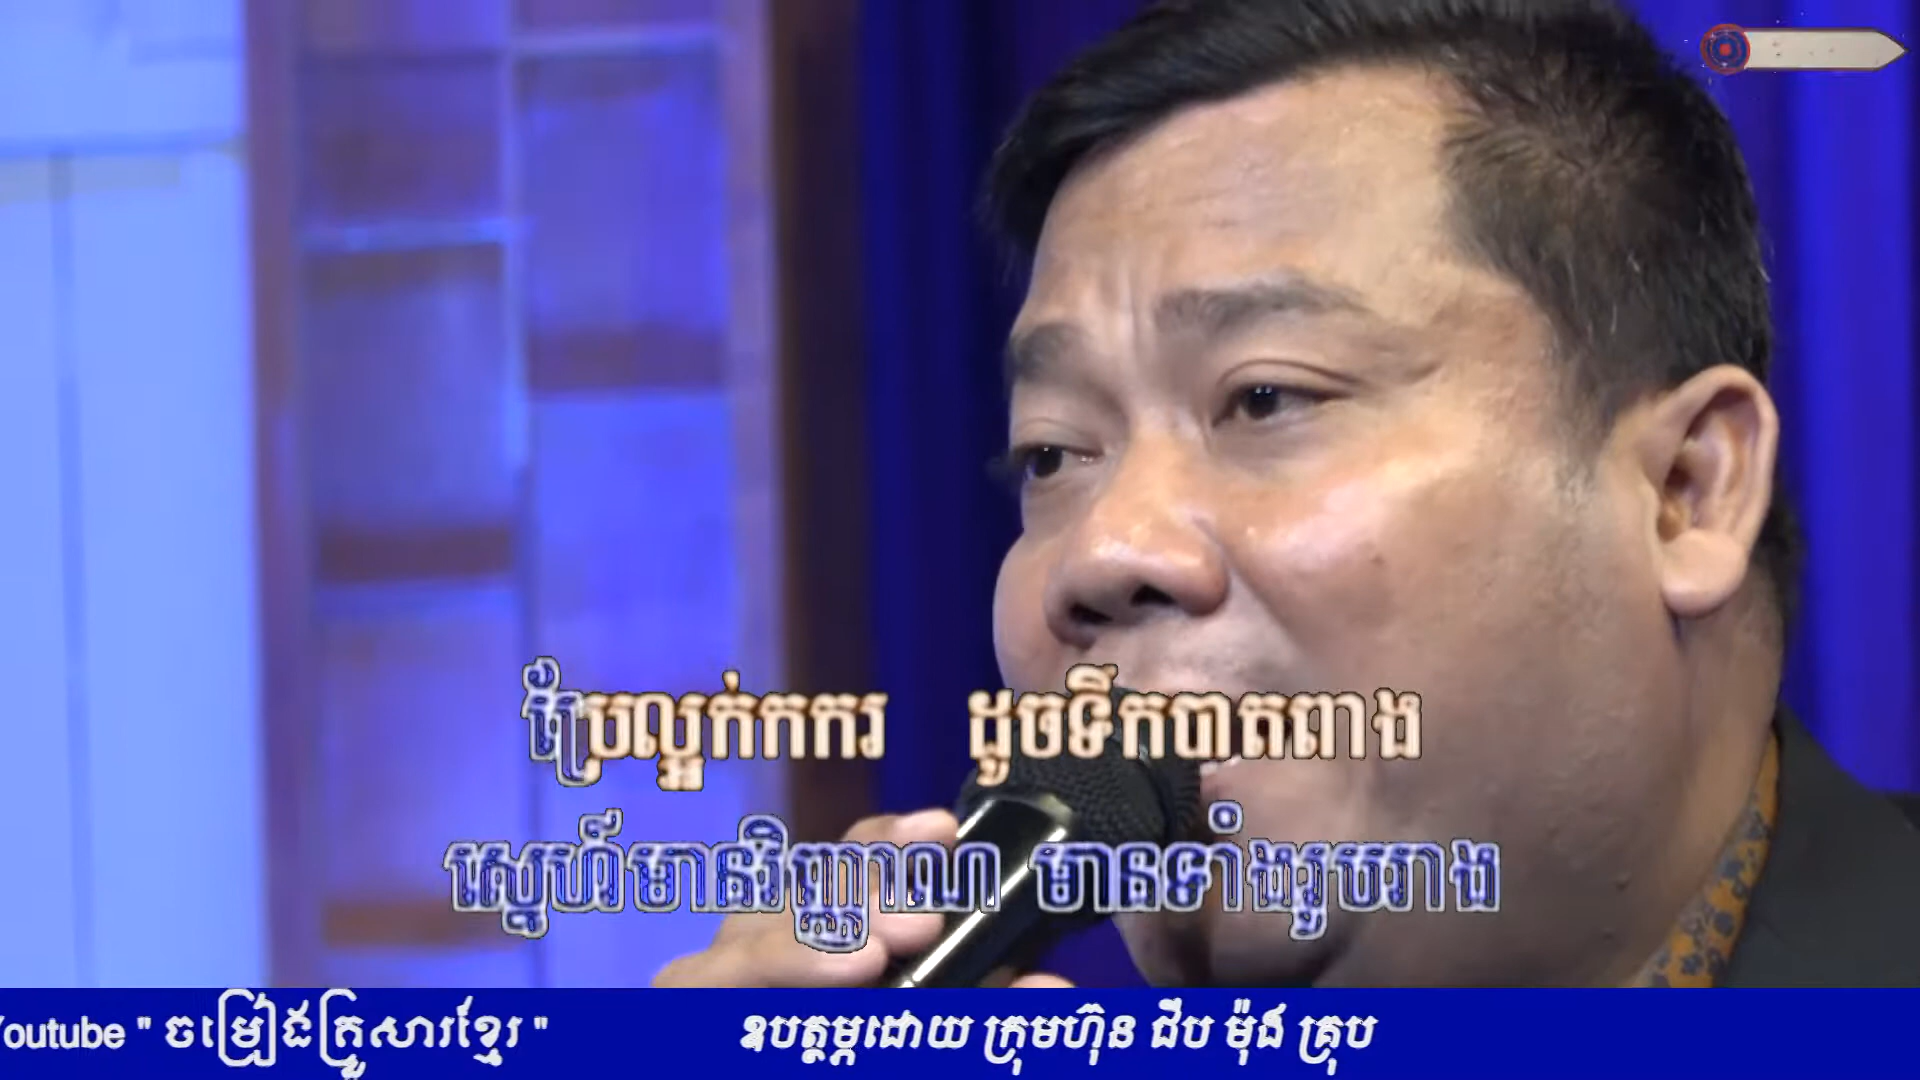 ប្រែល្អក់កករ ដូចទឹកបាតពាង
ស្នេហ៍មានវិញ្ញាណ មានទាំងរូបរាង
Youtube " ចម្រៀងគ្រួសារខ្មែរ " ឧបត្ថម្ភដោយ ក្រុមហ៊ុន ជីប ម៉ុង គ្រុប